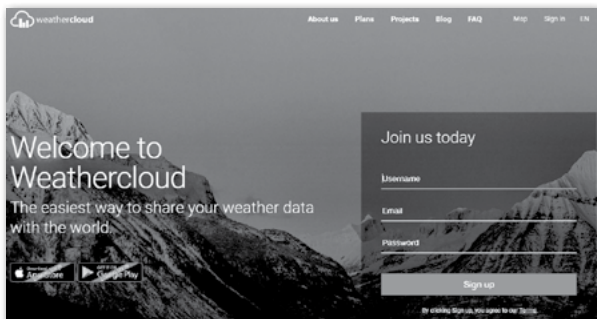 weathercloud
About us Plans Projects Blog FAQ Map Sign in EN
Welcome to
Weathercloud
The easiest way to share your weather data
with the world.
App Store
Google Play
Join us today
Username
Email
Password
Sign up
By clicking Sign up, you agree to our Terms.